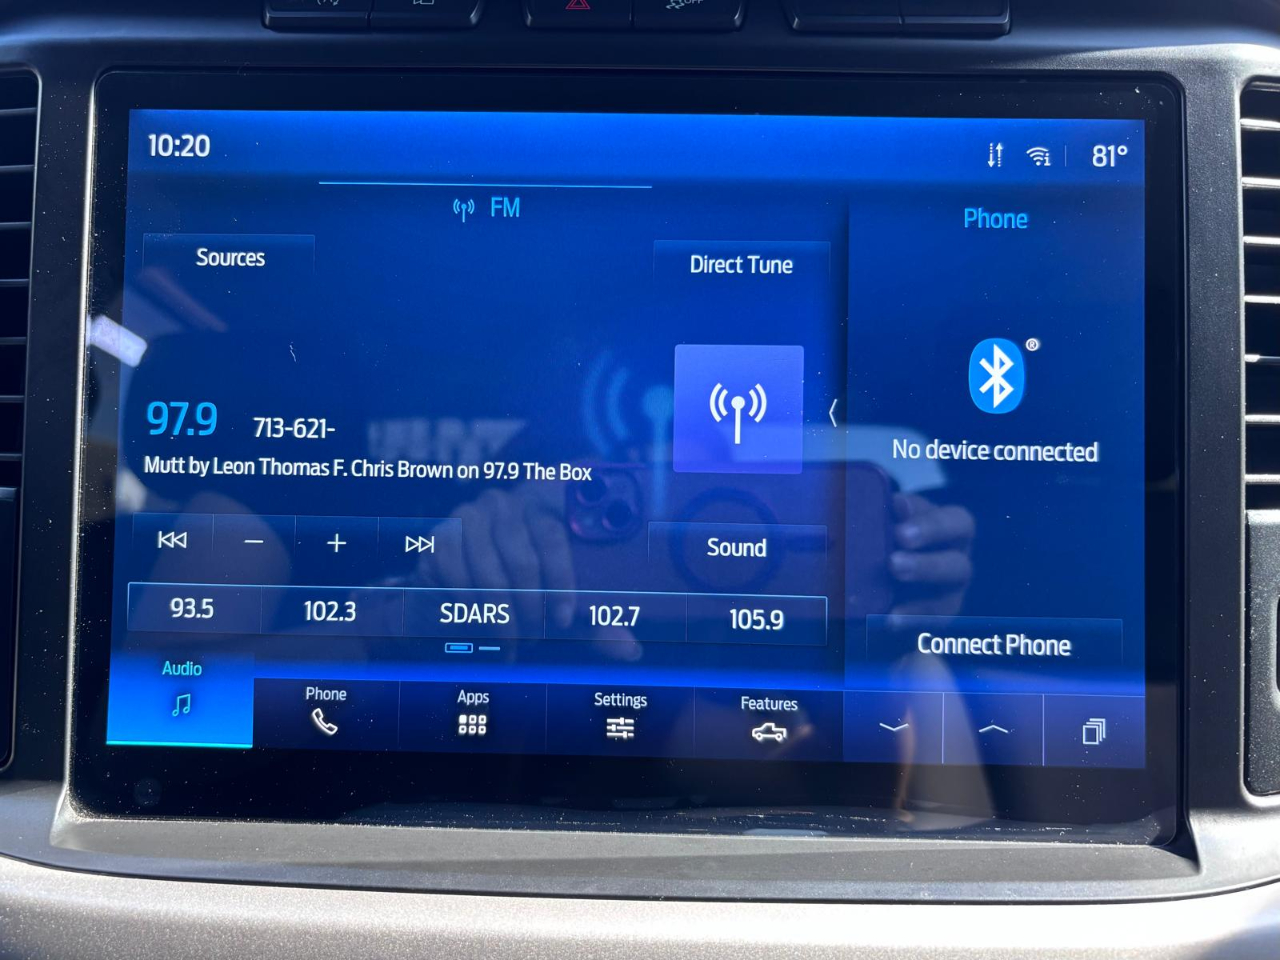 OFF
10:20
81°
FM
Phone
Sources
Direct Tune
®
97.9 713-621-
Mutt by Leon Thomas F. Chris Brown on 97.9 The Box
No device connected
Sound
93.5 102.3 SDARS 102.7 105.9
Connect Phone
Audio Phone Apps Settings Features